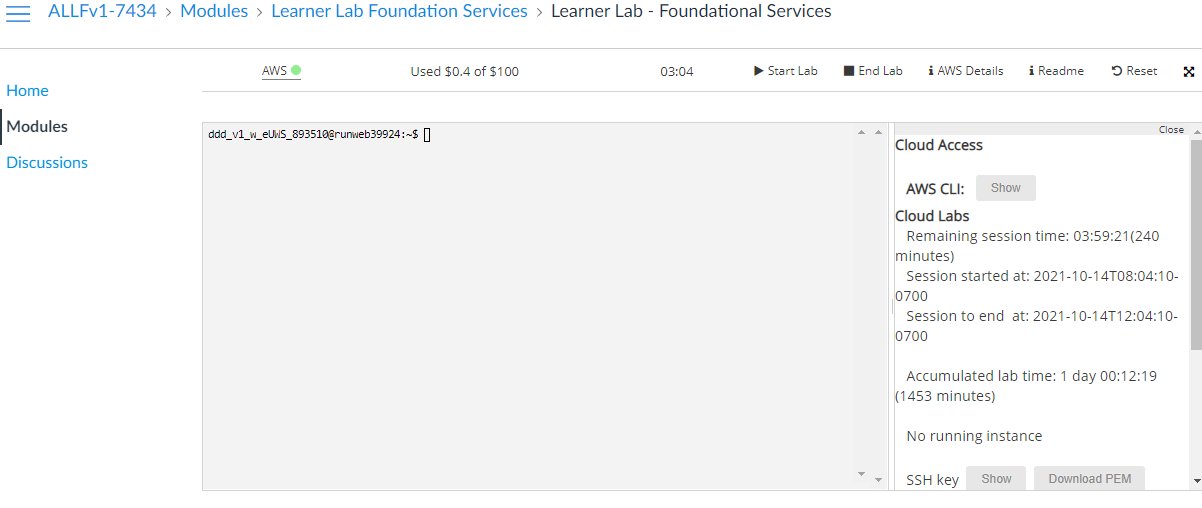 ALLFv1-7434 > Modules > Learner Lab Foundation Services > Learner Lab - Foundational Services
AWS Used $0.4 of $100 03:04 Start Lab End Lab AWS Details Readme Reset
Home
Modules
Discussions
ddd_v1_w_eUWS_893510@runweb39924:~$
Close
Cloud Access
AWS CLI: Show
Cloud Labs
Remaining session time: 03:59:21(240
minutes)
Session started at: 2021-10-14T08:04:10-
0700
Session to end at: 2021-10-14T12:04:10-
0700
Accumulated lab time: 1 day 00:12:19
(1453 minutes)
No running instance
SSH key Show Download PEM